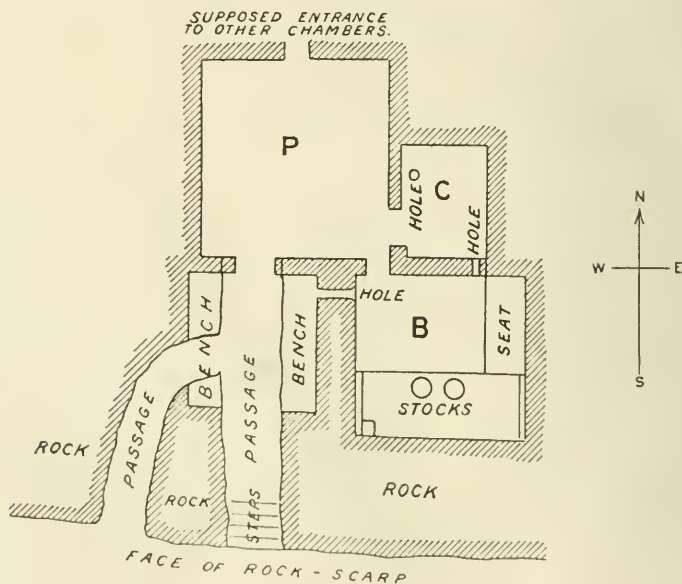 SUPPOSED ENTRANCE
TO OTHER CHAMBERS.
P
C
HOLE
HOLE
N
W
E
S
BENCH
HOLE
BENCH
B
SEAT
STOCKS
PASSAGE
PASSAGE
ROCK
ROCK
STEPS
ROCK
FACE OF ROCK - SCARP